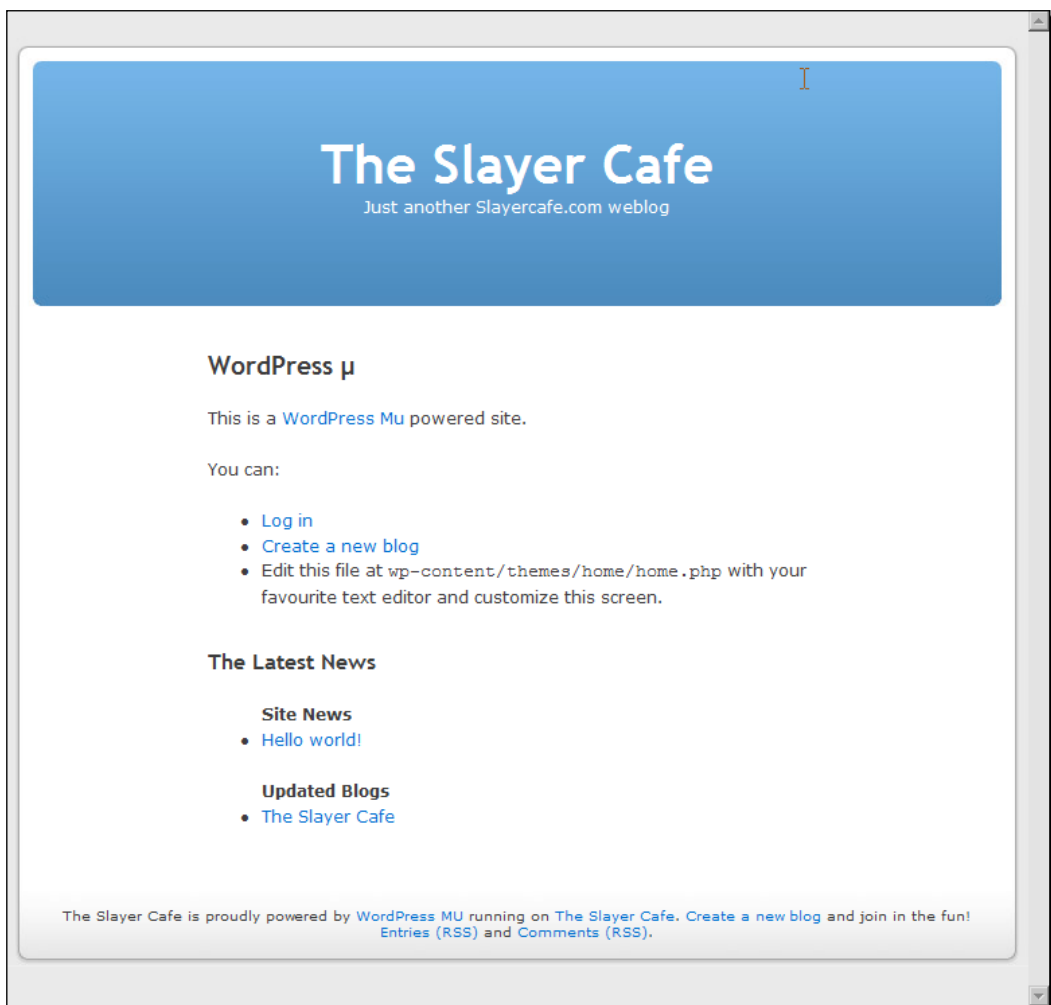 The Slayer Cafe
Just another Slayercafe.com weblog
WordPress µ
This is a WordPress Mu powered site.
You can:
• Log in
• Create a new blog
• Edit this file at wp-content/themes/home/home.php with your
favourite text editor and customize this screen.
The Latest News
Site News
• Hello world!
Updated Blogs
• The Slayer Cafe
The Slayer Cafe is proudly powered by WordPress MU running on The Slayer Cafe. Create a new blog and join in the fun!
Entries (RSS) and Comments (RSS).